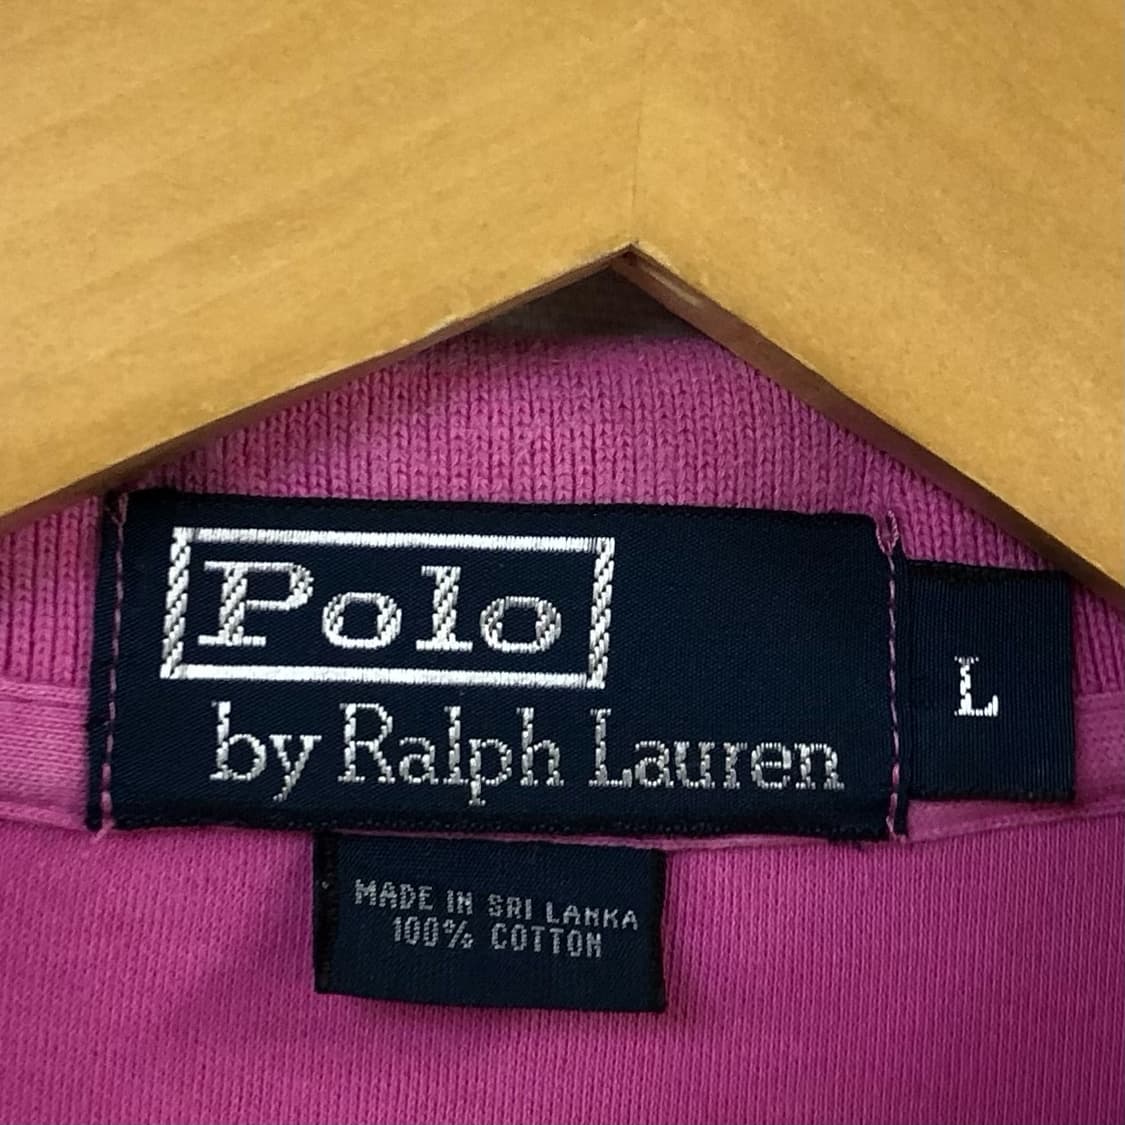 Polo
by Ralph Lauren
L
MADE IN SRI LANKA
100% COTTON